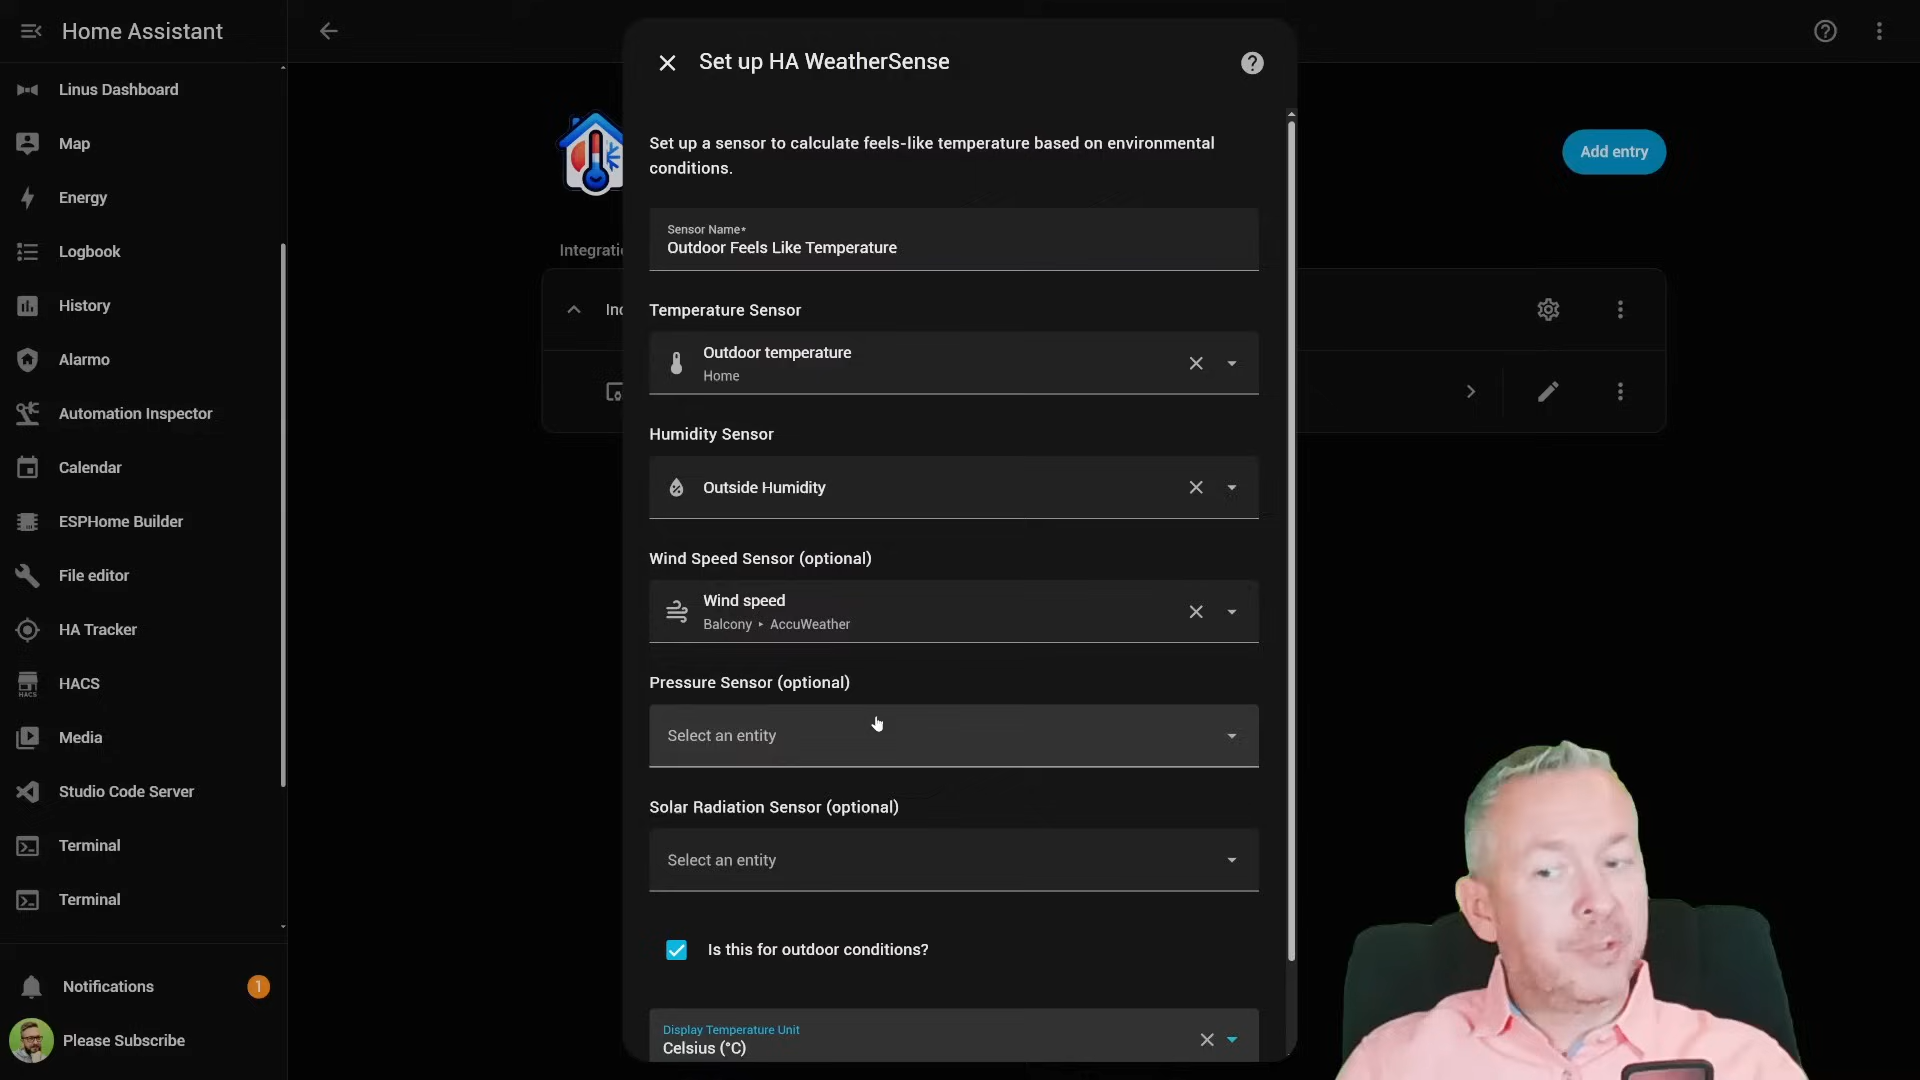 Home Assistant
Linus Dashboard
Map
Energy
Logbook
History
Alarmo
Automation Inspector
Calendar
ESPHome Builder
File editor
HA Tracker
HACS
HACS
Media
Studio Code Server
Terminal
Terminal
Notifications
1
Please Subscribe
Add entry
Integrati
Inc
Set up HA WeatherSense
Set up a sensor to calculate feels-like temperature based on environmental
conditions.
Sensor Name*
Outdoor Feels Like Temperature
Temperature Sensor
Outdoor temperature
Home
Humidity Sensor
Outside Humidity
Wind Speed Sensor (optional)
Wind speed
Balcony ‣ AccuWeather
Pressure Sensor (optional)
Select an entity
Solar Radiation Sensor (optional)
Select an entity
Is this for outdoor conditions?
Display Temperature Unit
Celsius (°C)